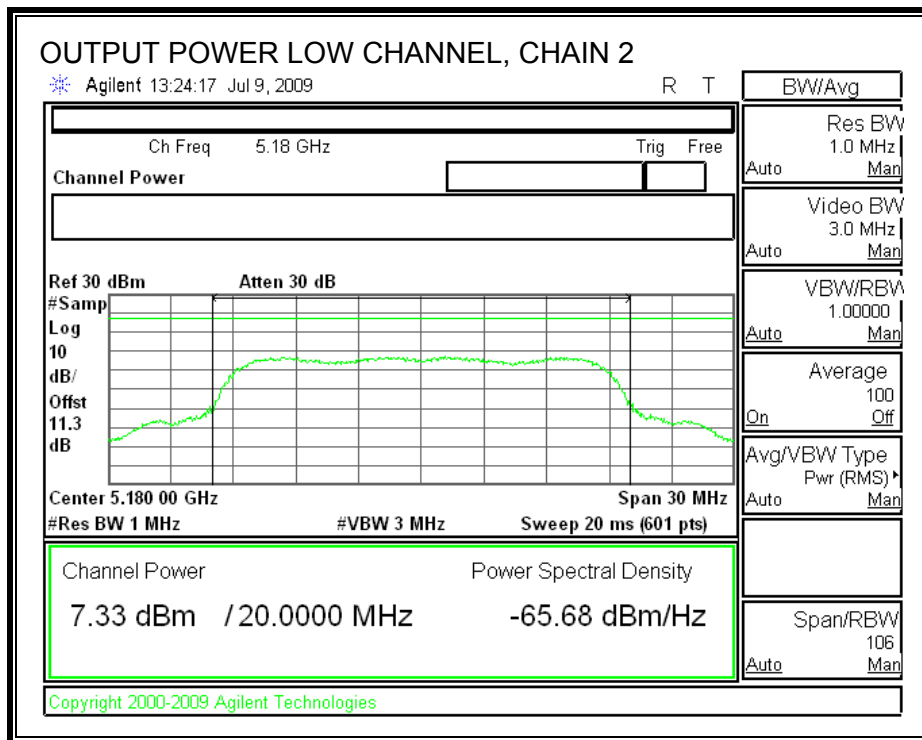 OUTPUT POWER LOW CHANNEL, CHAIN 2
Agilent 13:24:17 Jul 9, 2009 R T
BW/Avg
Ch Freq 5.18 GHz Trig Free
Channel Power
Res BW
1.0 MHz
Auto Man
Video BW
3.0 MHz
Auto Man
Ref 30 dBm Atten 30 dB
#Samp
Log
10
dB/
Offst
11.3
dB
VBW/RBW
1.00000
Auto Man
Average
100
On Off
Avg/VBW Type
Pwr (RMS)
Auto Man
Center 5.180 00 GHz Span 30 MHz
#Res BW 1 MHz #VBW 3 MHz Sweep 20 ms (601 pts)
Channel Power Power Spectral Density
7.33 dBm /20.0000 MHz -65.68 dBm/Hz
Span/RBW
106
Auto Man
Copyright 2000-2009 Agilent Technologies